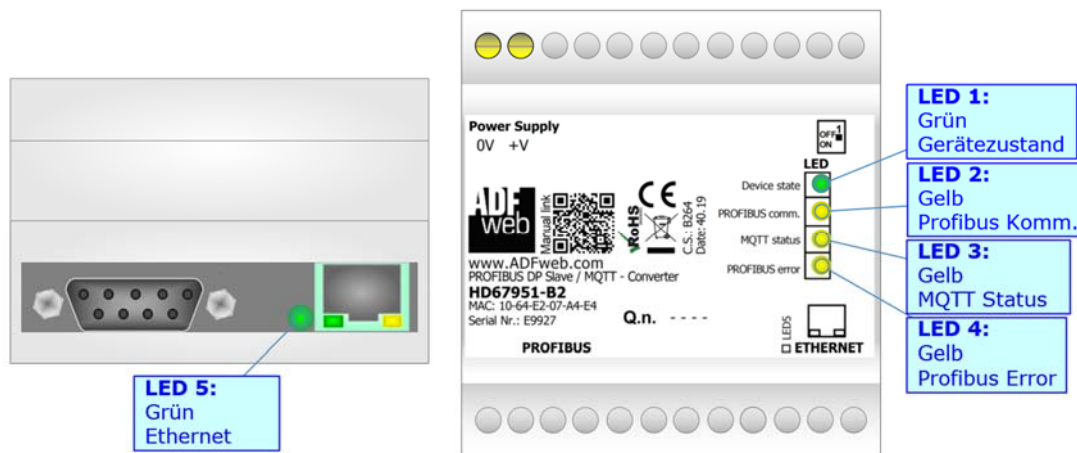 LED 5:
Grün
Ethernet
Power Supply
0V +V
OFF 1
ON
LED
Device state
PROFIBUS comm.
MQTT status
PROFIBUS error
ADF
web
Manual link
RoHS
CE
C.S.: B264
Date: 40.19
www.ADFweb.com
PROFIBUS DP Slave / MQTT - Converter
HD67951-B2
MAC: 10-64-E2-07-A4-E4
Serial Nr.: E9927
Q.n. - - - -
LED5
PROFIBUS
ETHERNET
LED 1:
Grün
Gerätezustand
LED 2:
Gelb
Profibus Komm.
LED 3:
Gelb
MQTT Status
LED 4:
Gelb
Profibus Error